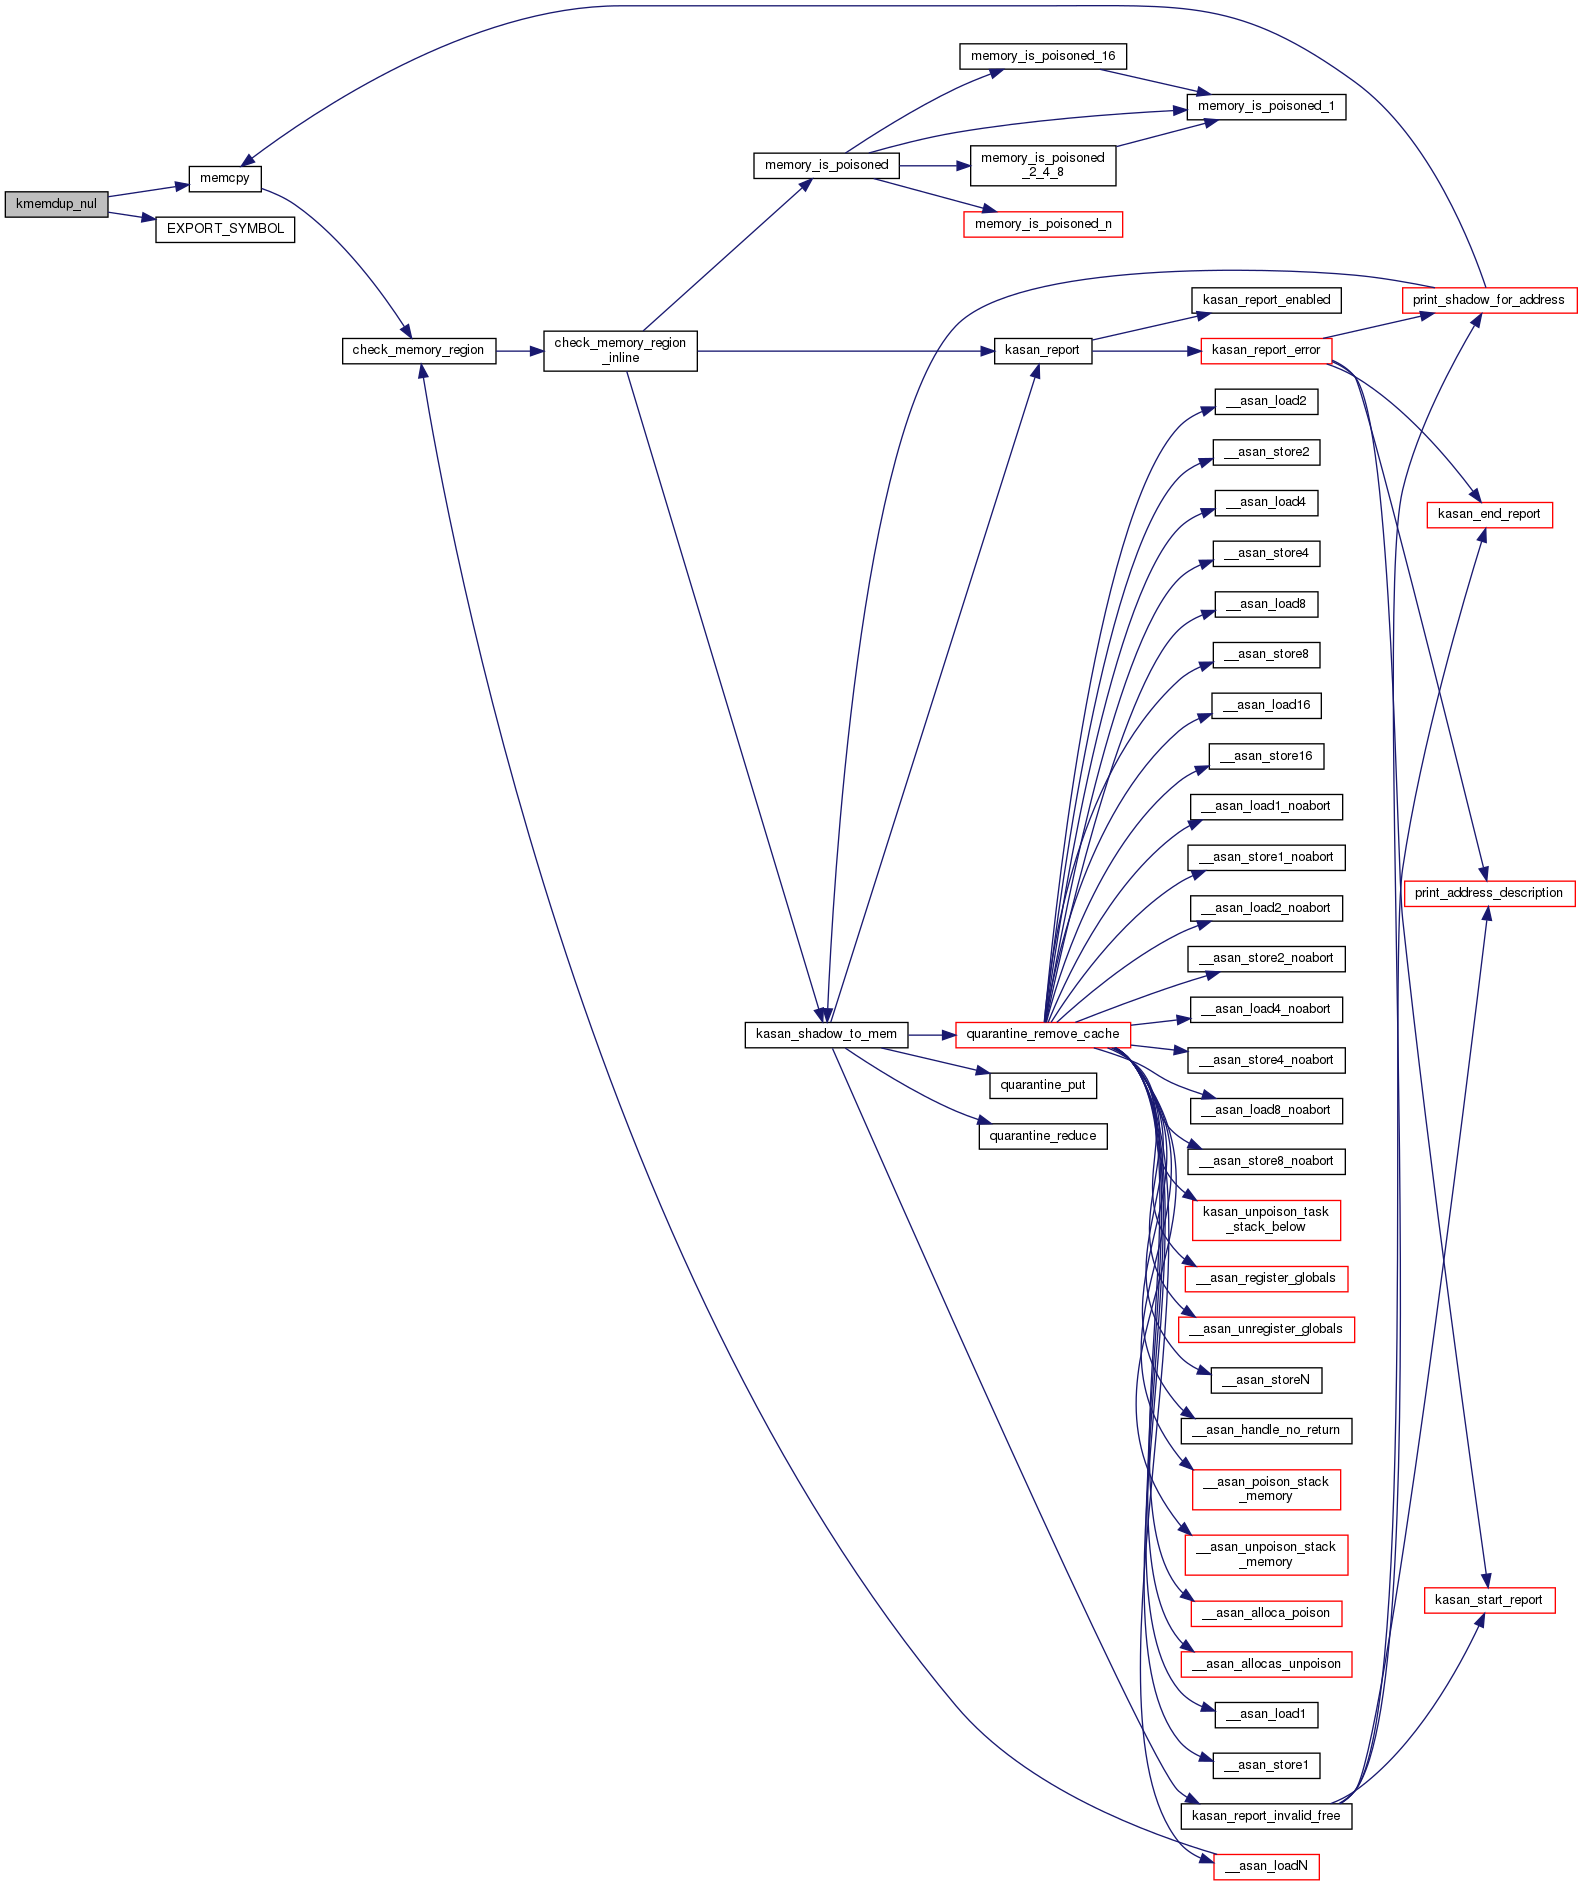 kmemdup_nul
memcpy
EXPORT_SYMBOL
check_memory_region
check_memory_region
_inline
memory_is_poisoned
memory_is_poisoned_16
memory_is_poisoned_1
memory_is_poisoned
_2_4_8
memory_is_poisoned_n
kasan_report
kasan_report_enabled
kasan_report_error
print_shadow_for_address
kasan_end_report
print_address_description
kasan_start_report
kasan_shadow_to_mem
quarantine_remove_cache
quarantine_put
quarantine_reduce
__asan_load2
__asan_store2
__asan_load4
__asan_store4
__asan_load8
__asan_store8
__asan_load16
__asan_store16
__asan_load1_noabort
__asan_store1_noabort
__asan_load2_noabort
__asan_store2_noabort
__asan_load4_noabort
__asan_store4_noabort
__asan_load8_noabort
__asan_store8_noabort
kasan_unpoison_task
_stack_below
__asan_register_globals
__asan_unregister_globals
__asan_storeN
__asan_handle_no_return
__asan_poison_stack
_memory
__asan_unpoison_stack
_memory
__asan_alloca_poison
__asan_allocas_unpoison
__asan_load1
__asan_store1
kasan_report_invalid_free
__asan_loadN